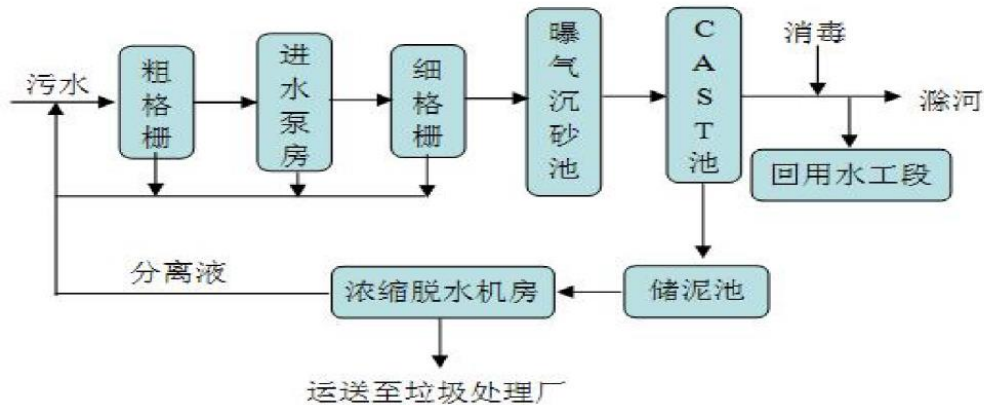 污水
粗格栅
进水泵房
细格栅
曝气沉砂池
CAST池
消毒
滁河
回用水工段
储泥池
浓缩脱水机房
分离液
运送至垃圾处理厂